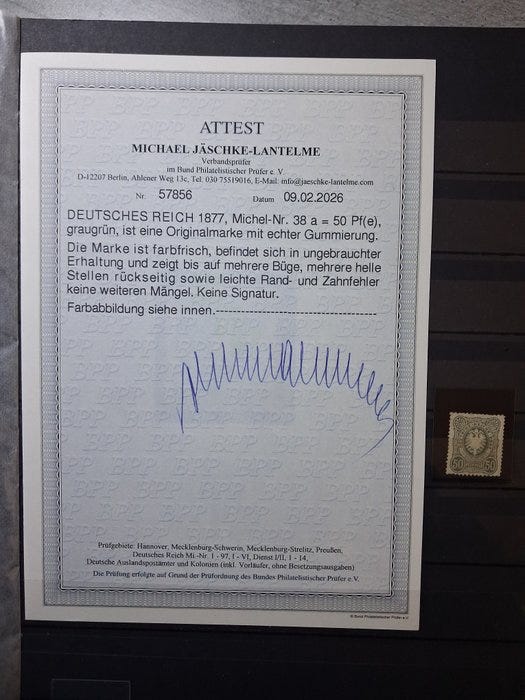 ATTEST
MICHAEL JÄSCHKE-LANTELME
Verbandsprüfer
im Bund Philatelistischer Prüfer e. V.
D-12207 Berlin, Ahlener Weg 13c, Tel. 030 75519016, E-Mail: info@jaeschke-lantelme.com
Nr. 57856 Datum 09.02.2026
DEUTSCHES REICH 1877, Michel-Nr. 38 a = 50 Pf(e),
graugrün, ist eine Originalmarke mit echter Gummierung.
Die Marke ist farbfrisch, befindet sich in ungebrauchter
Erhaltung und zeigt bis auf mehrere Büge, mehrere helle
Stellen rückseitig sowie leichte Rand- und Zahnfehler
keine weiteren Mängel. Keine Signatur.
Farbabbildung siehe innen.--------------------------------------
Prüfgebiete: Hannover, Mecklenburg-Schwerin, Mecklenburg-Strelitz, Preußen,
Deutsches Reich Mi.-Nr. 1 - 97, I - VI, Dienst I/II, 1 - 14,
Deutsche Auslandspostämter und Kolonien (inkl. Vorläufer, ohne Besetzungsausgaben)
Die Prüfung erfolgte auf Grund der Prüfordnung des Bundes Philatelistischer Prüfer e.V.
© Bund Philatelistischer Prüfer e.V.
50 50